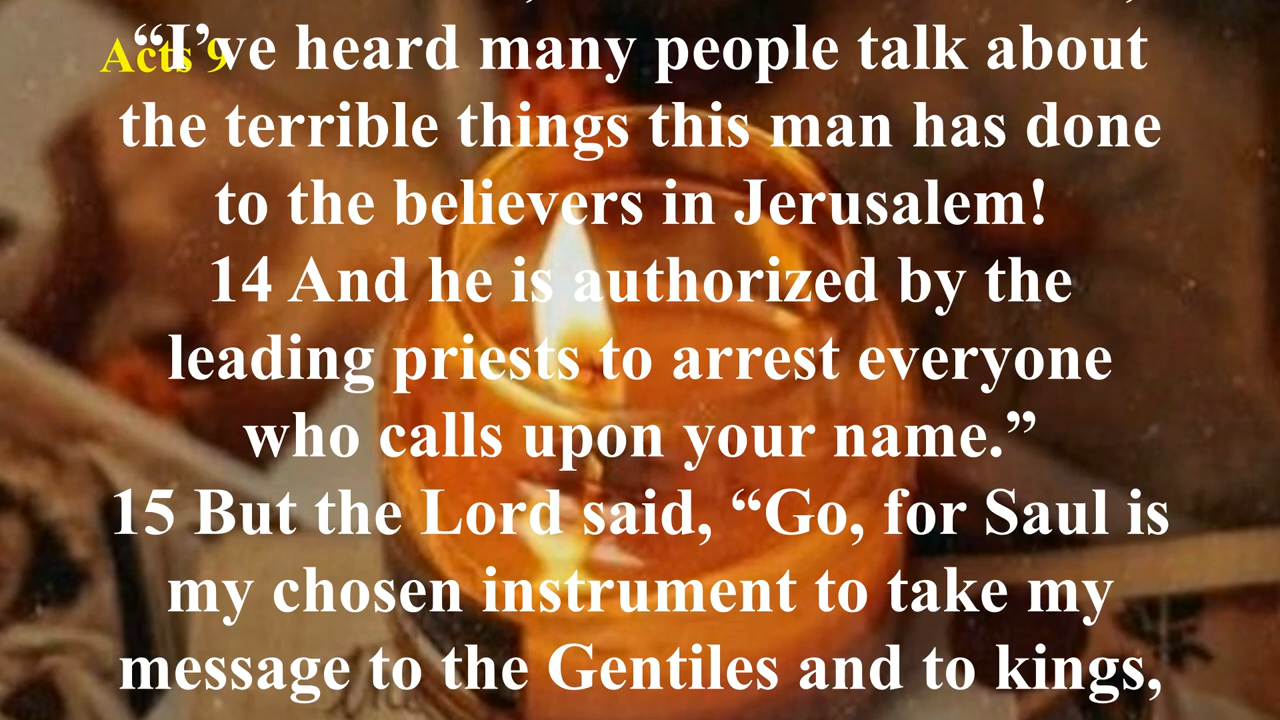 Acts 9
“I’ve heard many people talk about
the terrible things this man has done
to the believers in Jerusalem!
14 And he is authorized by the
leading priests to arrest everyone
who calls upon your name.”
15 But the Lord said, “Go, for Saul is
my chosen instrument to take my
message to the Gentiles and to kings,